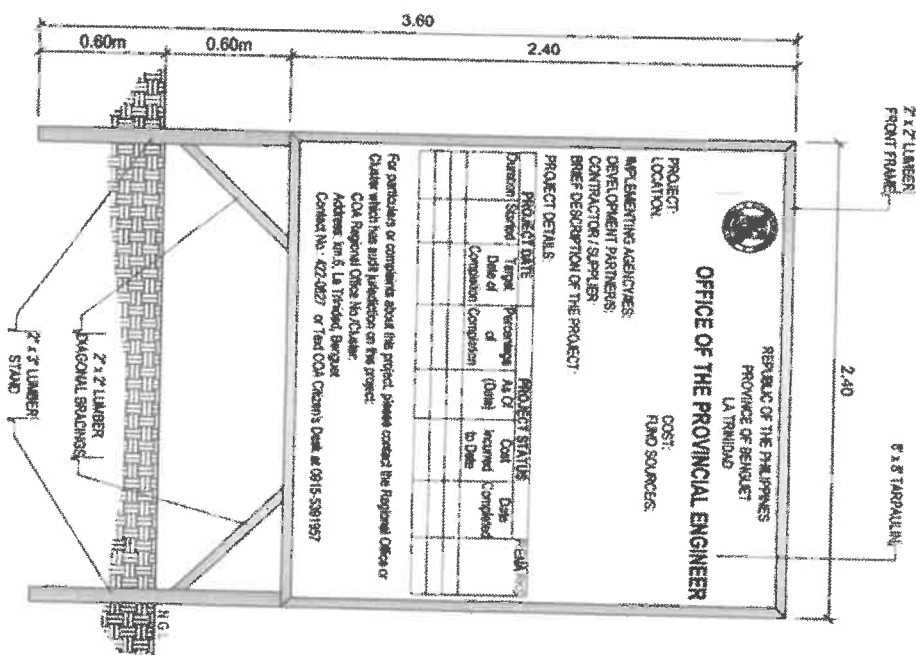 3.60
0.60m
0.60m
2.40
2" x 2" LUMBER
FRONT FRAME
2.40
8' x 8' TARPAULIN
REPUBLIC OF THE PHILIPPINES
PROVINCE OF BENGUET
LA TRINIDAD
OFFICE OF THE PROVINCIAL ENGINEER
PROJECT:
LOCATION:
COST:
FUND SOURCE/S:
IMPLEMENTING AGENCY/IES:
DEVELOPMENT PARTNER/S:
CONTRACTOR / SUPPLIER:
BRIEF DESCRIPTION OF THE PROJECT:
PROJECT DETAILS:
PROJECT DATE PROJECT STATUS
Duration Started Target Date of Completion Percentage of Completion As Of (Date) Cost Incurred to Date Date Completed
For particulars or complaints about this project, please contact the Regional Office or
Cluster which has audit jurisdiction on this project:
COA Regional Office No./Cluster:
Address: km.6, La Trinidad, Benguet
Contact No.: 422-0627 or Text COA Citizen's Desk at 0915-5391957
2" x 2" LUMBER
DIAGONAL BRACINGS
2" x 3" LUMBER
STAND
N G L